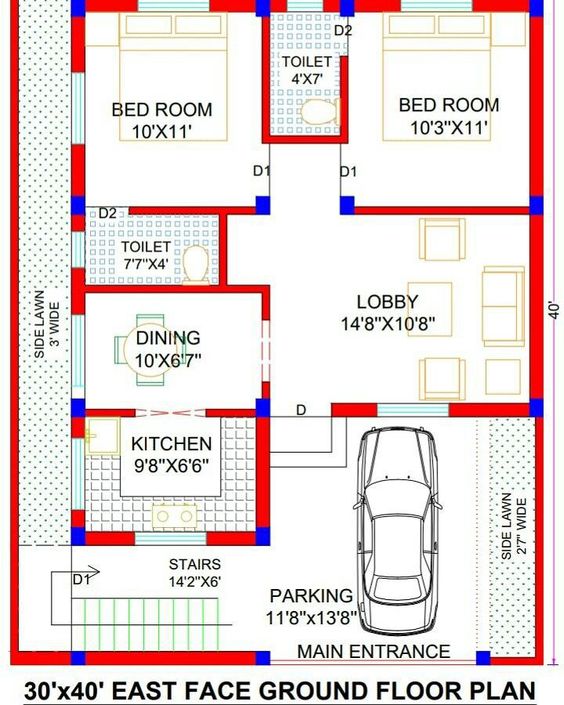 D2
TOILET
4'X7'
BED ROOM
10'X11'
BED ROOM
10'3"X11'
D1
D1
D2
TOILET
7'7"X4'
SIDE LAWN
3' WIDE
LOBBY
14'8"X10'8"
40'
DINING
10'X6'7"
D
KITCHEN
9'8"X6'6"
SIDE LAWN
2'7" WIDE
STAIRS
14'2"X6'
D1
PARKING
11'8"x13'8"
MAIN ENTRANCE
30'x40' EAST FACE GROUND FLOOR PLAN